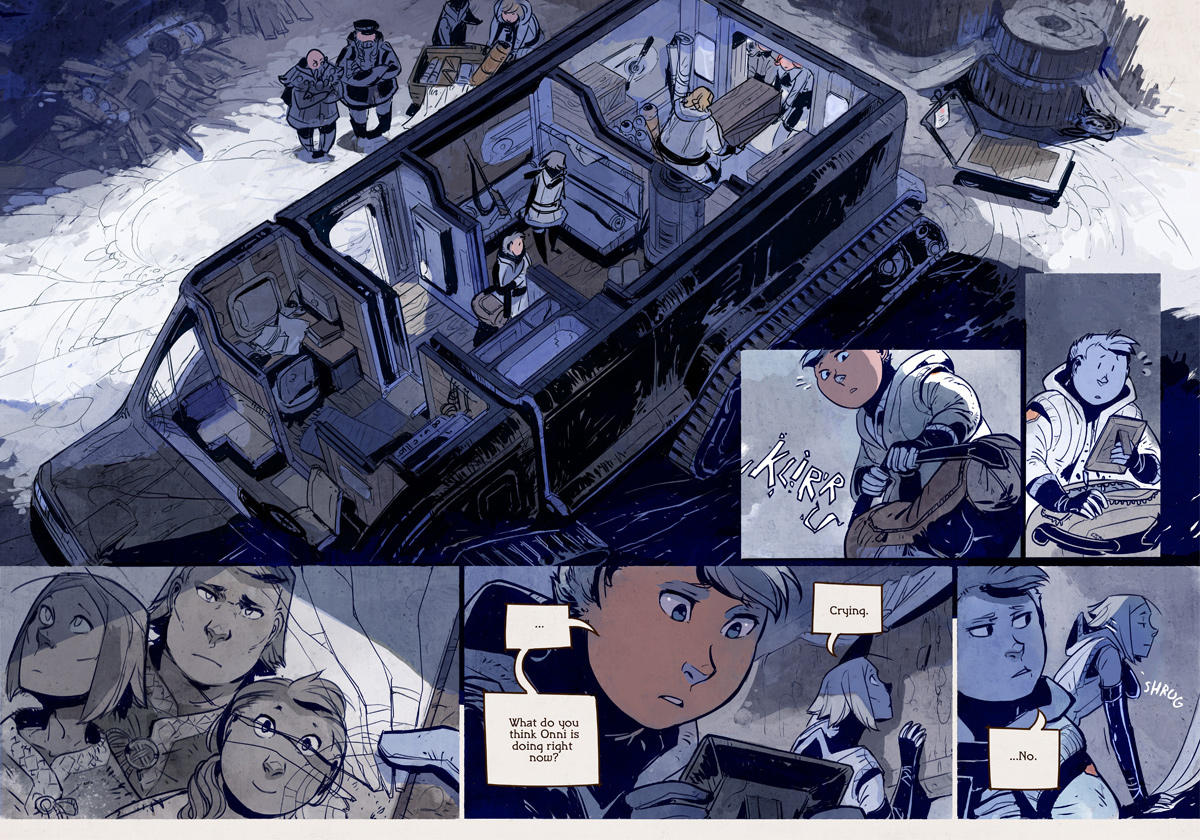 KLIRR
...
What do you
think Onni is
doing right
now?
Crying.
SHRUG
...No.